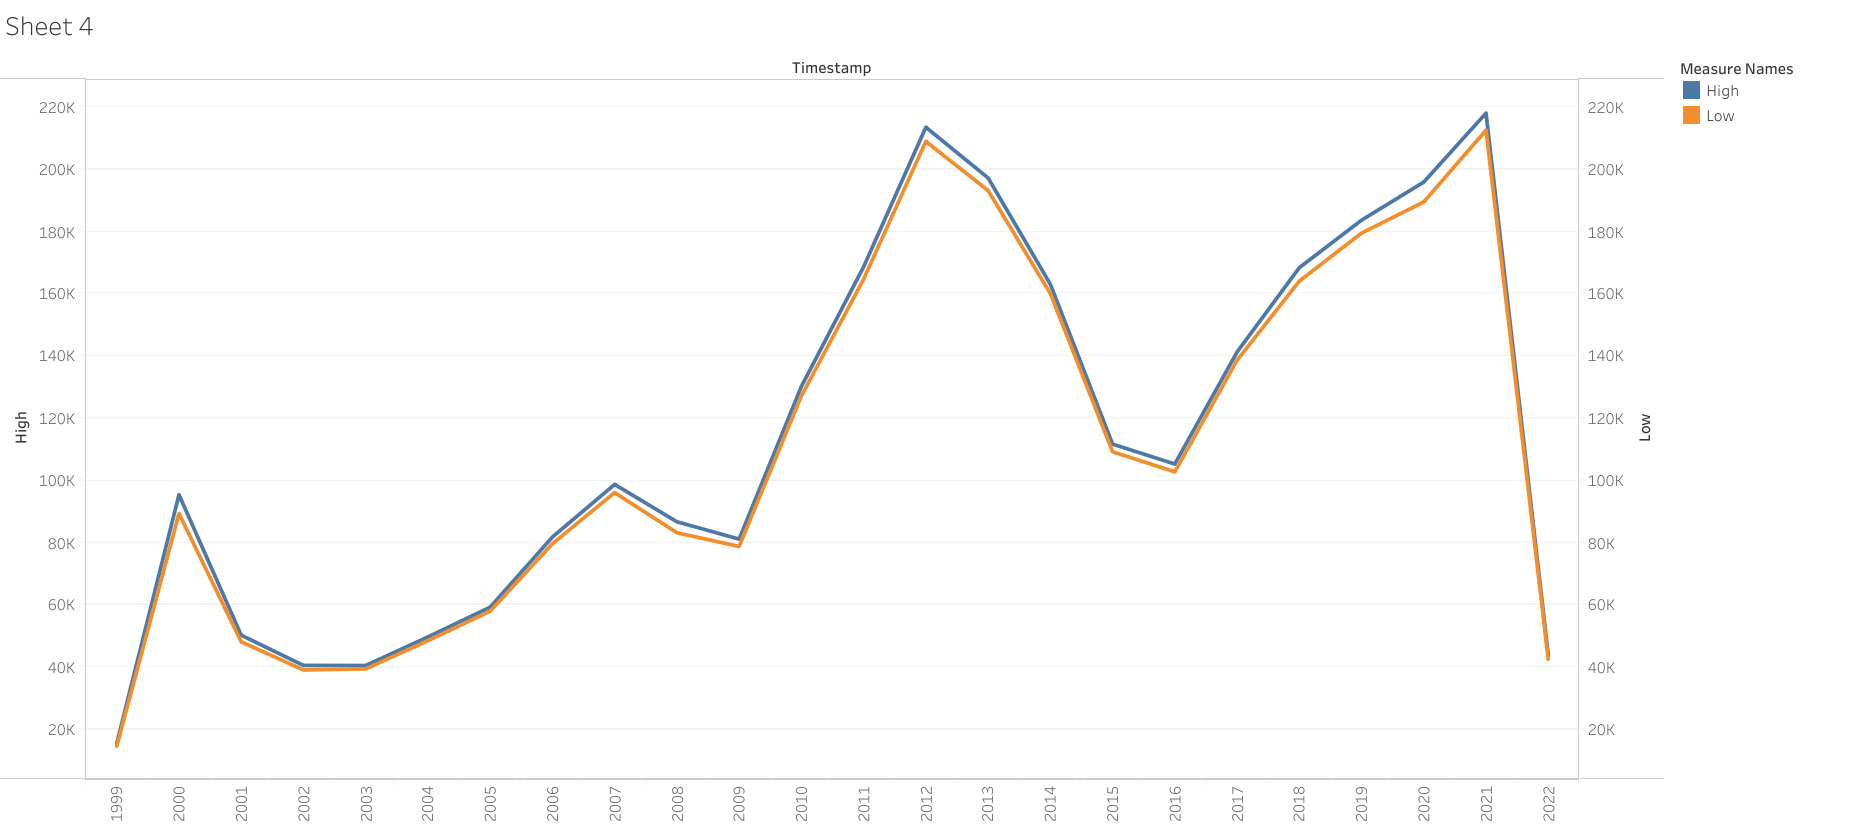 Sheet 4
Timestamp
Measure Names
High
Low
220K
200K
180K
160K
140K
120K
100K
80K
60K
40K
20K
High
220K
200K
180K
160K
140K
120K
100K
80K
60K
40K
20K
Low
1999
2000
2001
2002
2003
2004
2005
2006
2007
2008
2009
2010
2011
2012
2013
2014
2015
2016
2017
2018
2019
2020
2021
2022